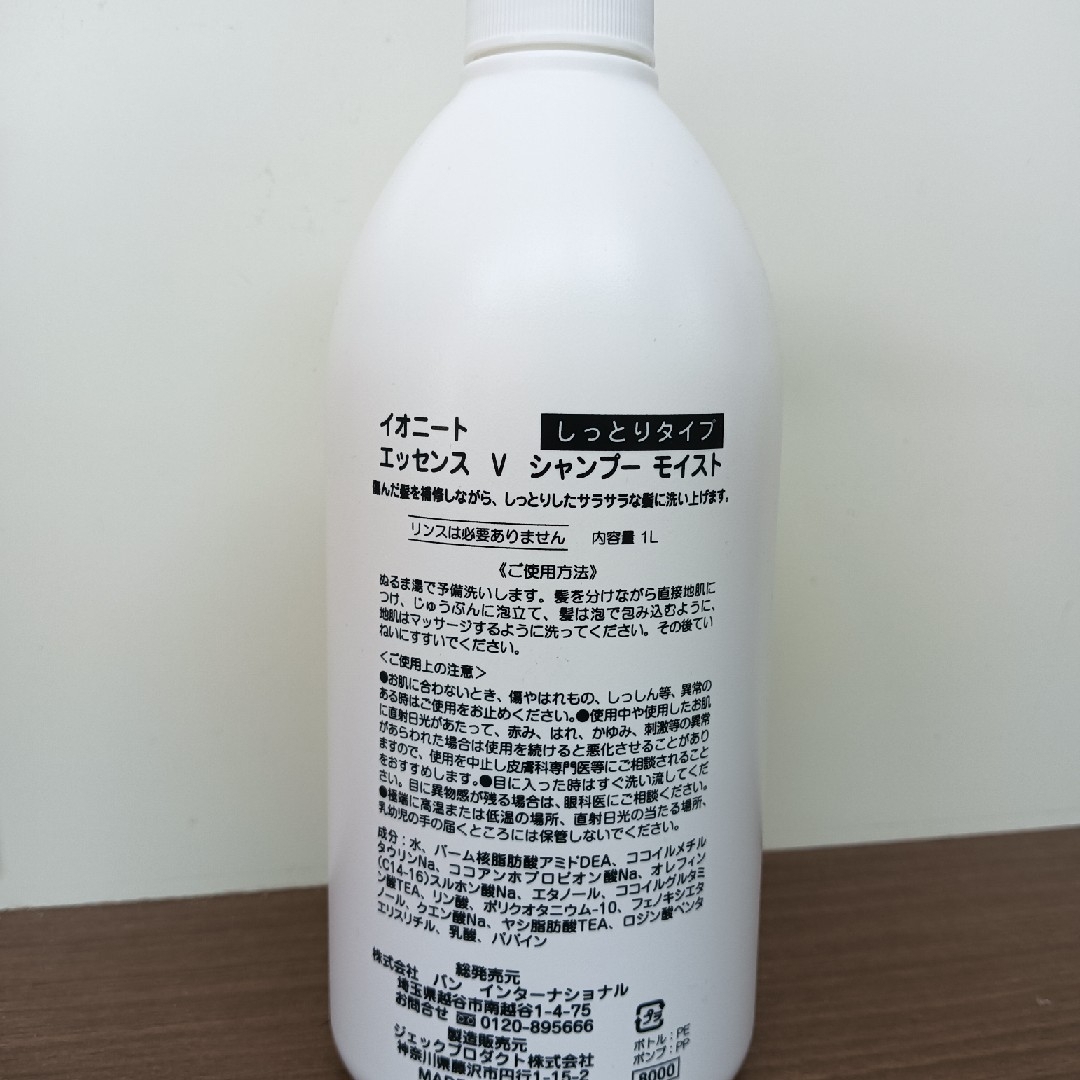 イオニート しっとりタイプ
エッセンス V シャンプー モイスト
んだ髪を補修しながら、しっとりしたサラサラな髪に洗い上げます。
リンスは必要ありません 内容量 1L
《ご使用方法》
ぬるま湯で予備洗いします。髪を分けながら直接地肌に
つけ、じゅうぶんに泡立て、髪は泡で包み込むように、
地肌はマッサージするように洗ってください。その後てい
ねいにすすいでください。
<ご使用上の注意>
●お肌に合わないとき、傷やはれもの、しっしん等、異常の
ある時はご使用をお止めください。●使用中や使用したお肌
に直射日光があたって、赤み、はれ、かゆみ、刺激等の異常
があらわれた場合は使用を続けると悪化させることがあり
ますので、使用を中止し皮膚科専門医等にご相談されること
をおすすめします。●目に入った時はすぐ洗い流してくだ
さい。目に異物感が残る場合は、眼科医にご相談ください。
●極端に高温または低温の場所、直射日光の当たる場所、
乳幼児の手の届くところには保管しないでください。
成分:水、パーム核脂肪酸アミドDEA、ココイルメチル
タウリンNa、ココアンホプロピオン酸Na、オレフィン
(C14-16)スルホン酸Na、エタノール、ココイルグルタミ
ン酸TEA、リン酸、ポリクオタニウム-10、フェノキシエタ
ノール、クエン酸Na、ヤシ脂肪酸TEA、ロジン酸ペンタ
エリスリチル、乳酸、パパイン
総発売元
株式会社 バン インターナショナル
埼玉県越谷市南越谷1-4-75
お問合せ 0120-895666
製造販売元
ジェックプロダクト株式会社
神奈川県藤沢市円行1-15-2
プラ
ボトル:PE
ポンプ:PP
8000